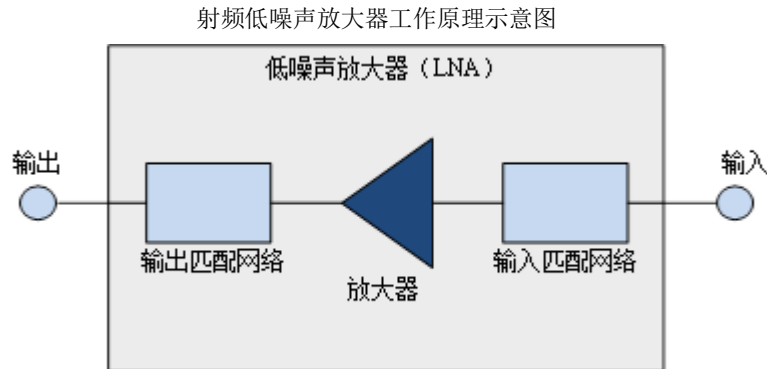 射频低噪声放大器工作原理示意图
低噪声放大器（LNA）
输出
输入
输出匹配网络
放大器
输入匹配网络